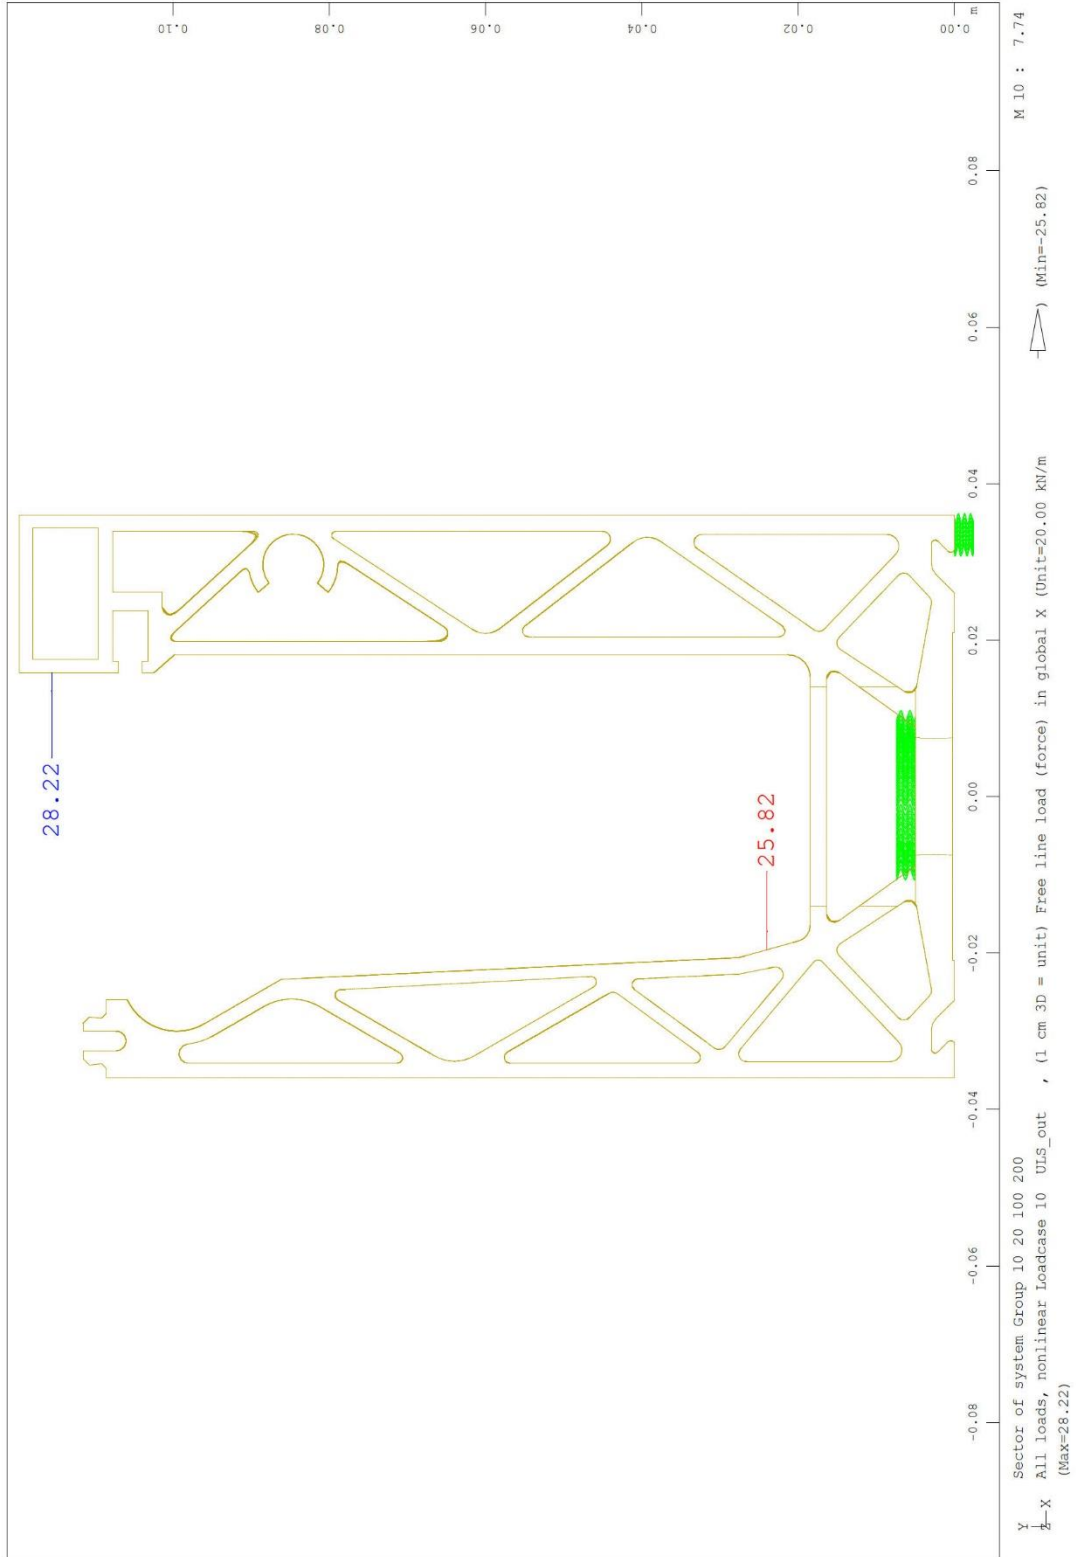 28.22
25.82
0.10
0.08
0.06
0.04
0.02
0.00
m
-0.08
-0.06
-0.04
-0.02
0.00
0.02
0.04
0.06
0.08
Y
Z X
Sector of system Group 10 20 100 200
M 10 : 7.74
All loads, nonlinear Loadcase 10 ULS_out , (1 cm 3D = unit) Free line load (force) in global X (Unit=20.00 kN/m ) (Min=-25.82)
(Max=28.22)